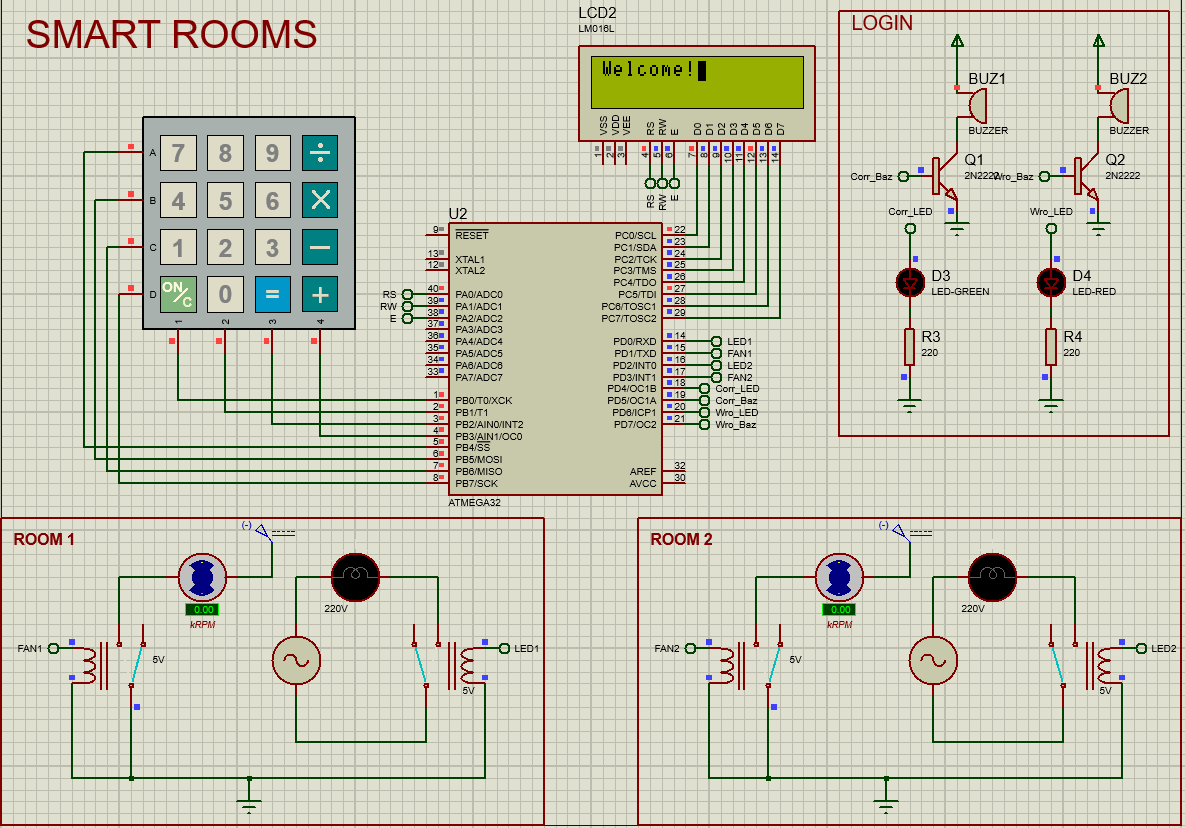 SMART ROOMS
LCD2
LM016L
Welcome!
VSS VDD VEE RS RW E D0 D1 D2 D3 D4 D5 D6 D7
1 2 3 4 5 6 7 8 9 10 11 12 13 14
RS RW E
LOGIN
BUZ1
BUZZER
BUZ2
BUZZER
Corr_Baz
Q1
2N2222
Wro_Baz
Q2
2N2222
Corr_LED
D3
LED-GREEN
R3
220
Wro_LED
D4
LED-RED
R4
220
A 7 8 9 ÷
B 4 5 6 ×
C 1 2 3 −
D ON/C 0 = +
1 2 3 4
U2
9 RESET
13 XTAL1
12 XTAL2
RS 40 PA0/ADC0
RW 39 PA1/ADC1
E 38 PA2/ADC2
37 PA3/ADC3
36 PA4/ADC4
35 PA5/ADC5
34 PA6/ADC6
33 PA7/ADC7
1 PB0/T0/XCK
2 PB1/T1
3 PB2/AIN0/INT2
4 PB3/AIN1/OC0
5 PB4/SS
6 PB5/MOSI
7 PB6/MISO
8 PB7/SCK
PC0/SCL 22
PC1/SDA 23
PC2/TCK 24
PC3/TMS 25
PC4/TDO 26
PC5/TDI 27
PC6/TOSC1 28
PC7/TOSC2 29
PD0/RXD 14 LED1
PD1/TXD 15 FAN1
PD2/INT0 16 LED2
PD3/INT1 17 FAN2
PD4/OC1B 18 Corr_LED
PD5/OC1A 19 Corr_Baz
PD6/ICP1 20 Wro_LED
PD7/OC2 21 Wro_Baz
AREF 32
AVCC 30
ATMEGA32
ROOM 1
(-)
0.00
kRPM
220V
FAN1
5V
5V
LED1
ROOM 2
(-)
0.00
kRPM
220V
FAN2
5V
5V
LED2